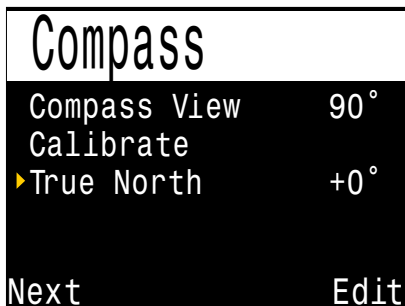 Compass
Compass View 90°
Calibrate
True North +0°
Next Edit